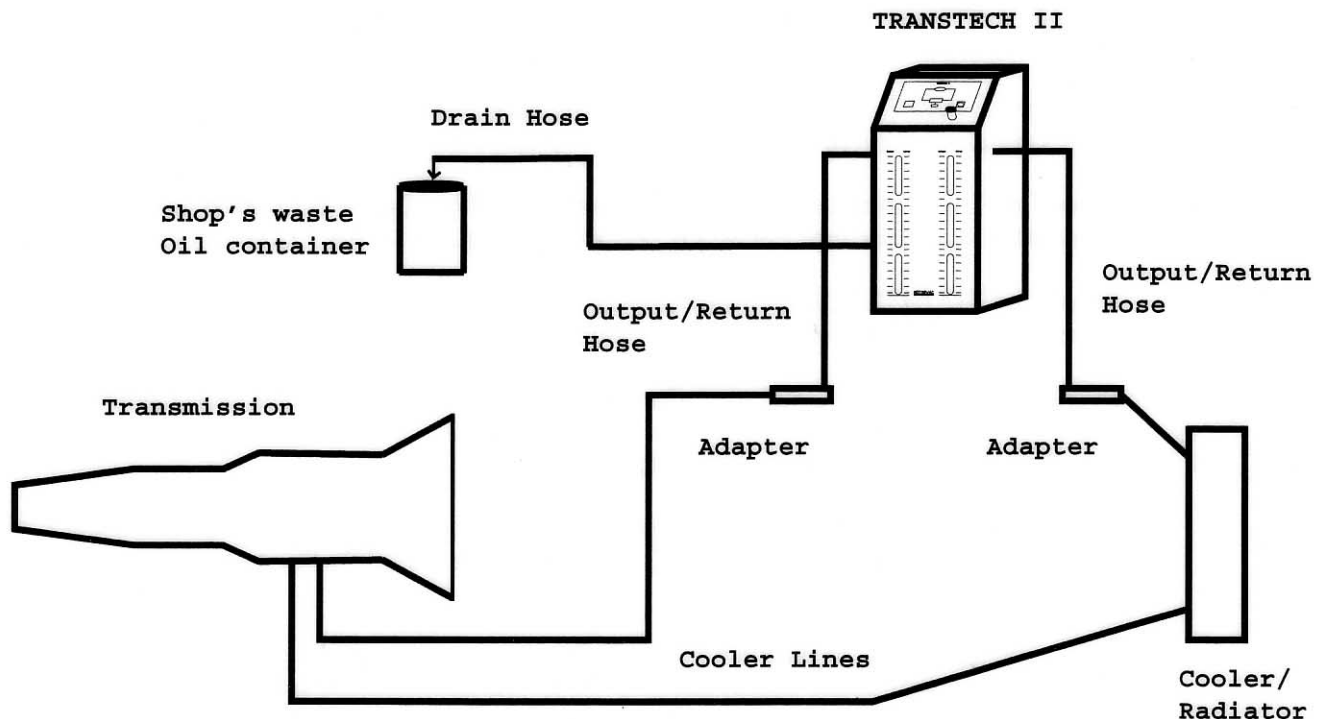 TRANSTECH II
Drain Hose
Shop's waste
Oil container
Output/Return
Hose
Output/Return
Hose
Transmission
Adapter
Adapter
Cooler Lines
Cooler/
Radiator